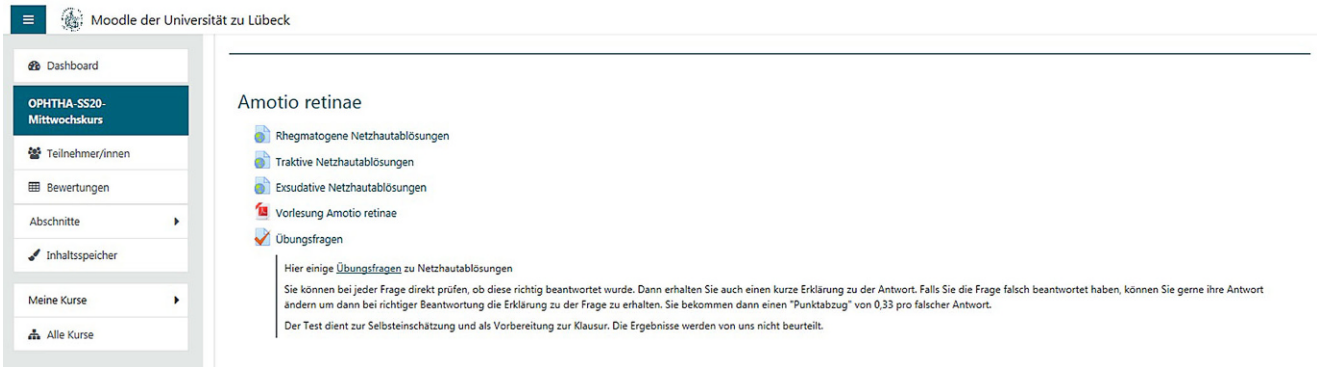 Moodle der Universität zu Lübeck
Dashboard
OPHTHA-SS20-
Mittwochskurs
Teilnehmer/innen
Bewertungen
Abschnitte
Inhaltsspeicher
Meine Kurse
Alle Kurse
Amotio retinae
Rhegmatogene Netzhautablösungen
Traktive Netzhautablösungen
Exsudative Netzhautablösungen
Vorlesung Amotio retinae
Übungsfragen
Hier einige Übungsfragen zu Netzhautablösungen
Sie können bei jeder Frage direkt prüfen, ob diese richtig beantwortet wurde. Dann erhalten Sie auch einen kurze Erklärung zu der Antwort. Falls Sie die Frage falsch beantwortet haben, können Sie gerne ihre Antwort
ändern um dann bei richtiger Beantwortung die Erklärung zu der Frage zu erhalten. Sie bekommen dann einen "Punktabzug" von 0,33 pro falscher Antwort.
Der Test dient zur Selbsteinschätzung und als Vorbereitung zur Klausur. Die Ergebnisse werden von uns nicht beurteilt.